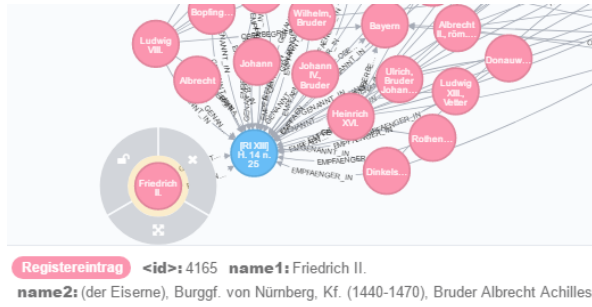 Bopling...
Wilhelm, Bruder
Bayern
Albrecht II., röm....
Ludwig VIII.
Johann
Donauw...
Albrecht
Johann IV., Bruder
Ulrich, Bruder Johan...
Ludwig XIII., Vetter
Heinrich XVI.
Rothen...
[RI XIII] H. 14 n. 25
EMPFAENGER_IN
Dinkels...
EMPFAENGER_IN
Friedrich II.
Registereintrag <id>: 4165 name1: Friedrich II.
name2: (der Eiserne), Burggf. von Nürnberg, Kf. (1440-1470), Bruder Albrecht Achilles